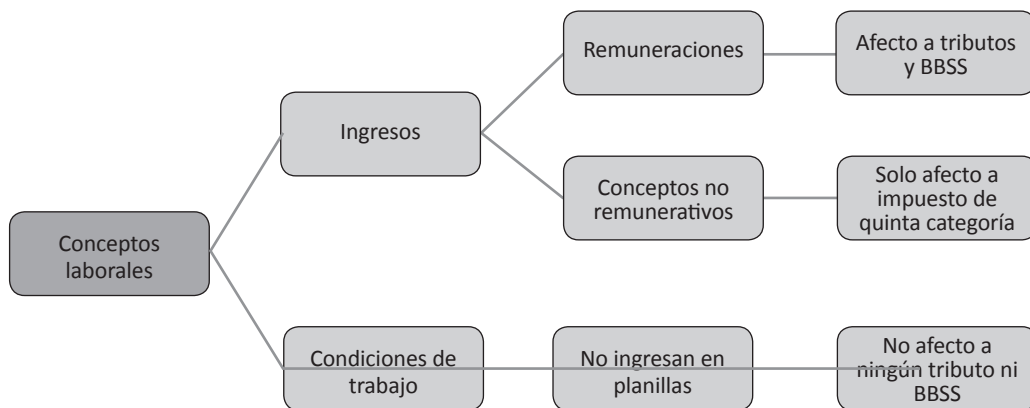 Remuneraciones
Afecto a tributos
y BBSS
Ingresos
Conceptos no
remunerativos
Solo afecto a
impuesto de
quinta categoría
Conceptos
laborales
Condiciones de
trabajo
No ingresan en
planillas
No afecto a
ningún tributo ni
BBSS